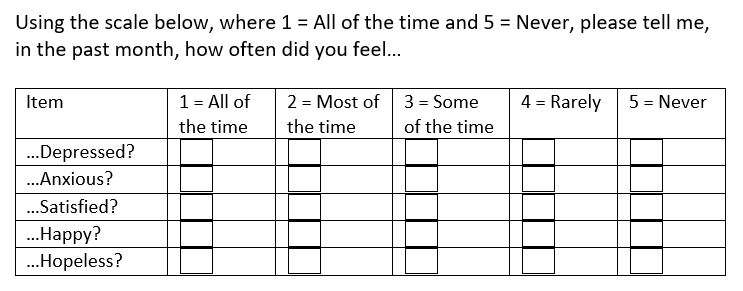 Using the scale below, where 1 = All of the time and 5 = Never, please tell me,
in the past month, how often did you feel...
Item 1 = All of the time 2 = Most of the time 3 = Some of the time 4 = Rarely 5 = Never
...Depressed?
...Anxious?
...Satisfied?
...Happy?
...Hopeless?